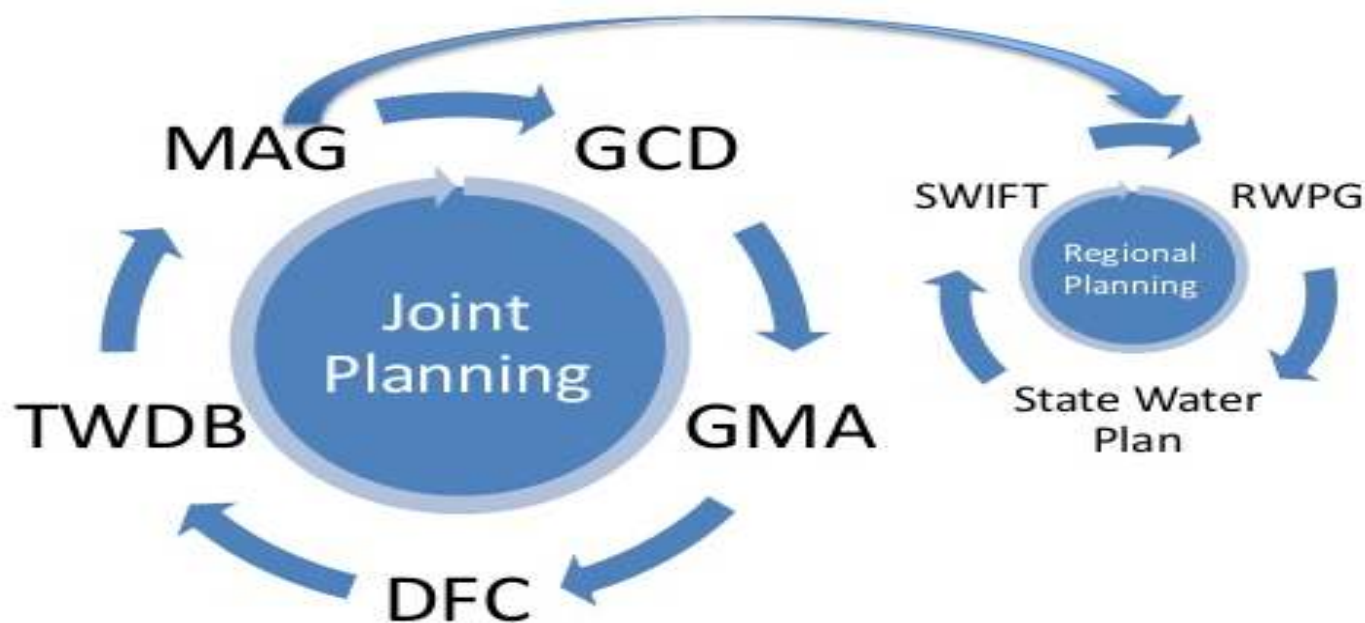 MAG
GCD
GMA
DFC
TWDB
Joint
Planning
SWIFT
RWPG
State Water
Plan
Regional
Planning